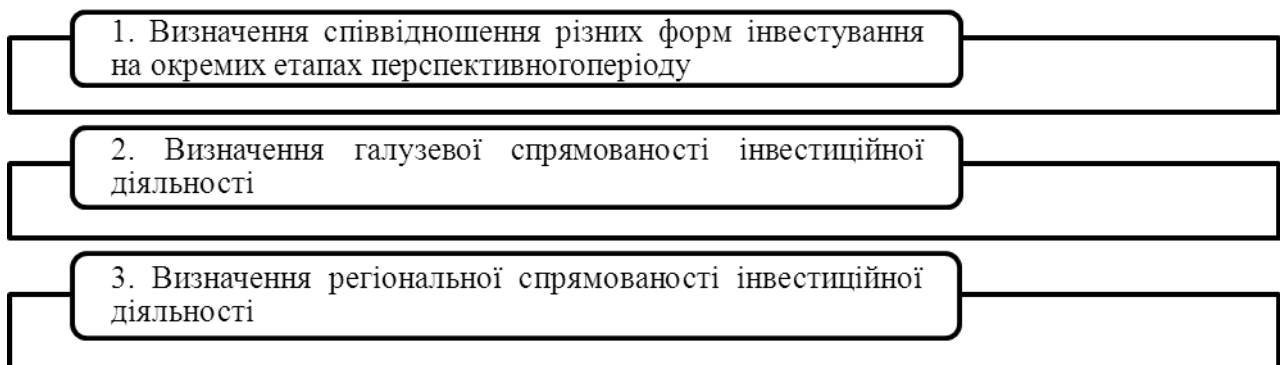 1. Визначення співвідношення різних форм інвестування
на окремих етапах перспективногоперіоду
2. Визначення галузевої спрямованості інвестиційної
діяльності
3. Визначення регіональної спрямованості інвестиційної
діяльності